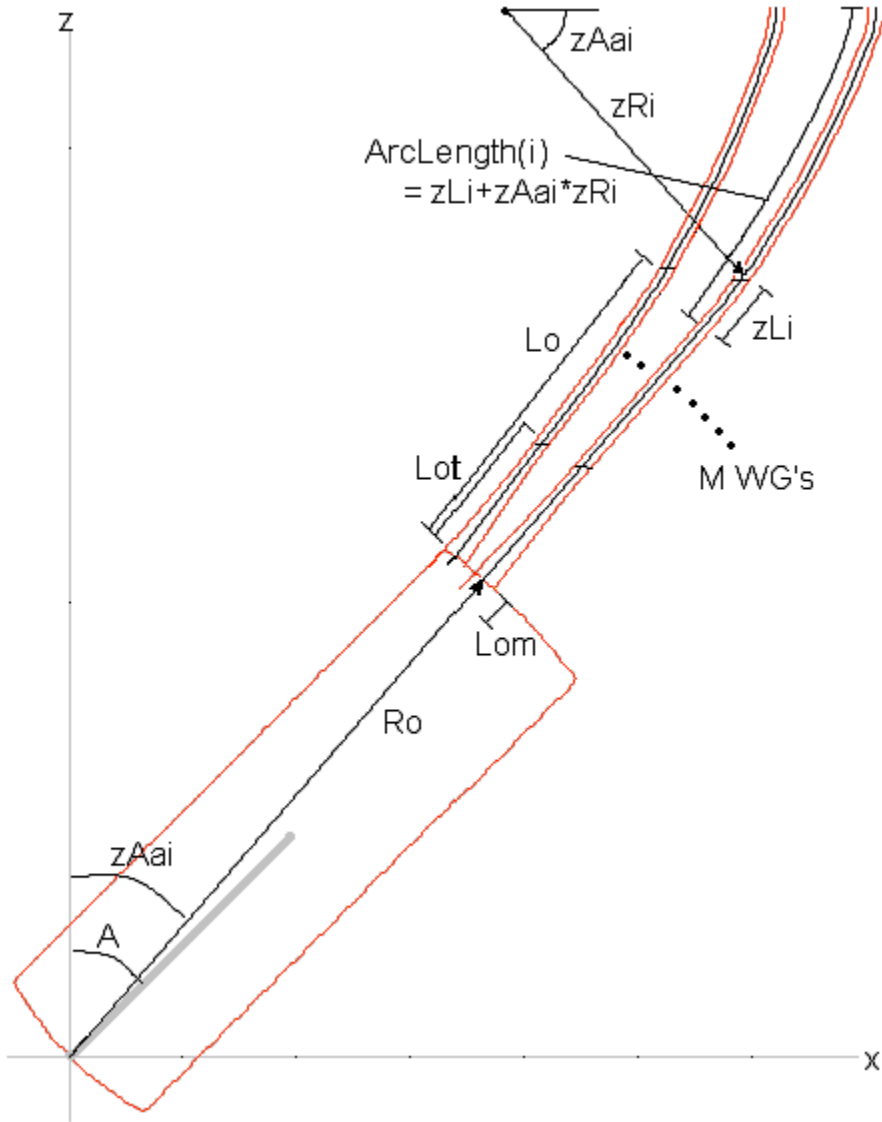 z
zAai
zRi
ArcLength(i)
= zLi+zAai*zRi
Lo
zLi
Lot
M WG's
Lom
Ro
zAai
A
x